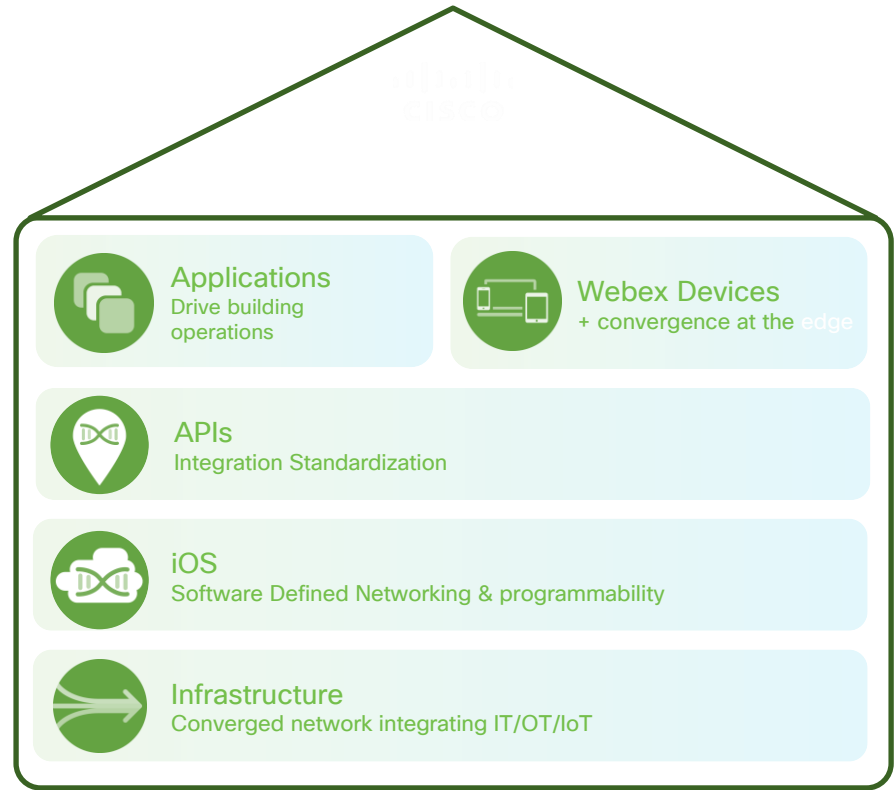 Applications
Drive building
operations
Webex Devices
+ convergence at the edge
APIs
Integration Standardization
iOS
Software Defined Networking & programmability
Infrastructure
Converged network integrating IT/OT/IoT